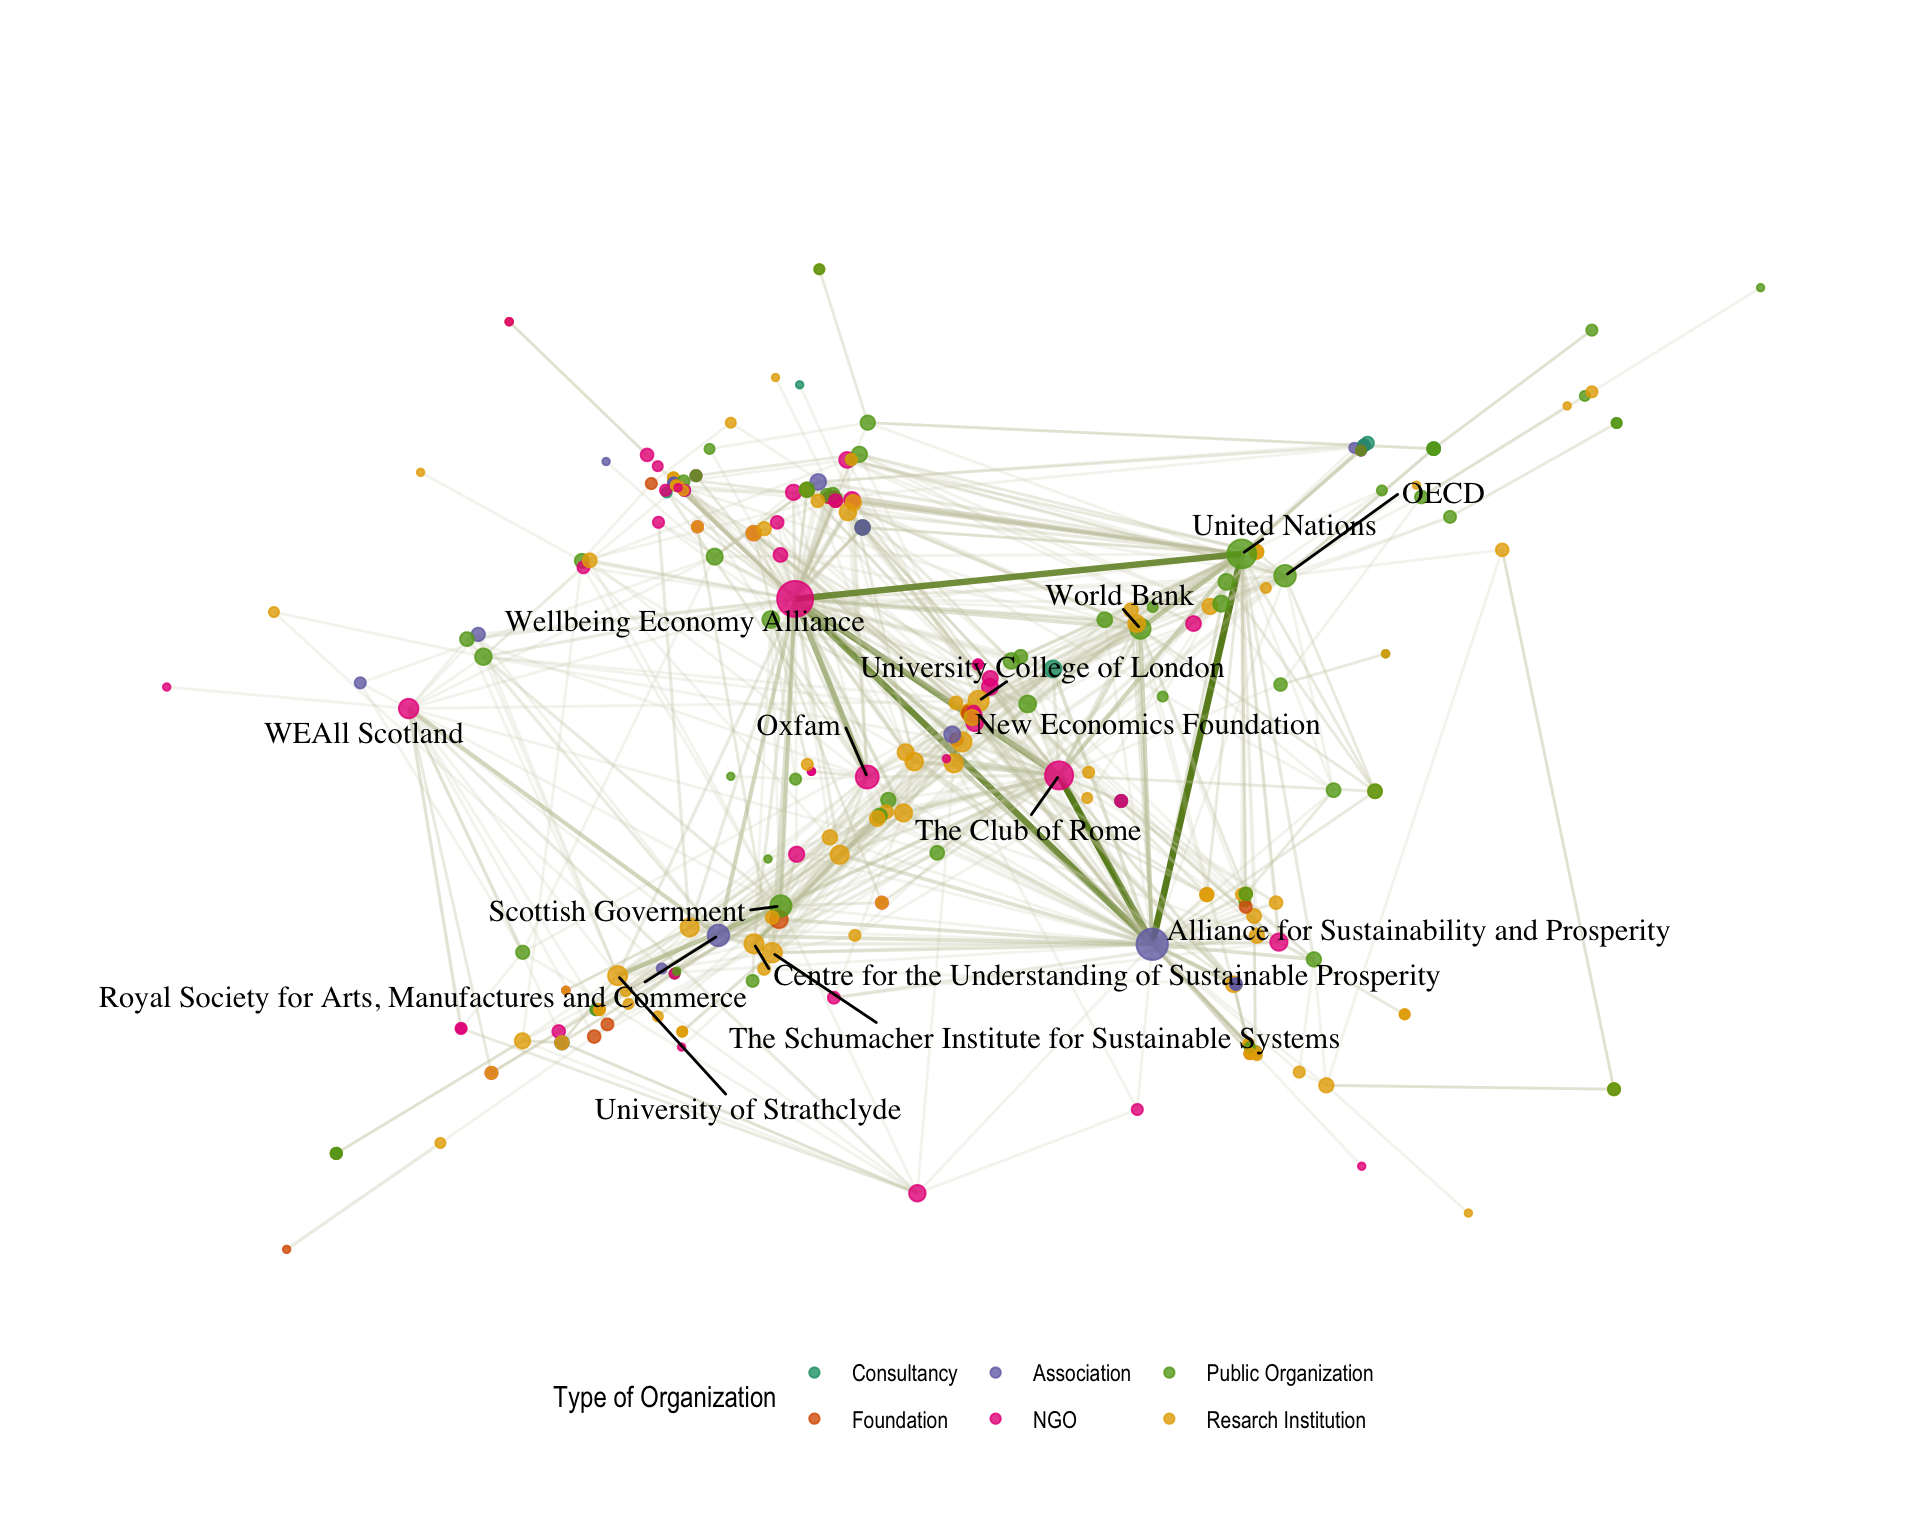 OECD
United Nations
World Bank
Wellbeing Economy Alliance
University College of London
New Economics Foundation
Oxfam
WEAll Scotland
The Club of Rome
Scottish Government
Alliance for Sustainability and Prosperity
Centre for the Understanding of Sustainable Prosperity
Royal Society for Arts, Manufactures and Commerce
The Schumacher Institute for Sustainable Systems
University of Strathclyde
Type of Organization
Consultancy
Association
Public Organization
Foundation
NGO
Resarch Institution